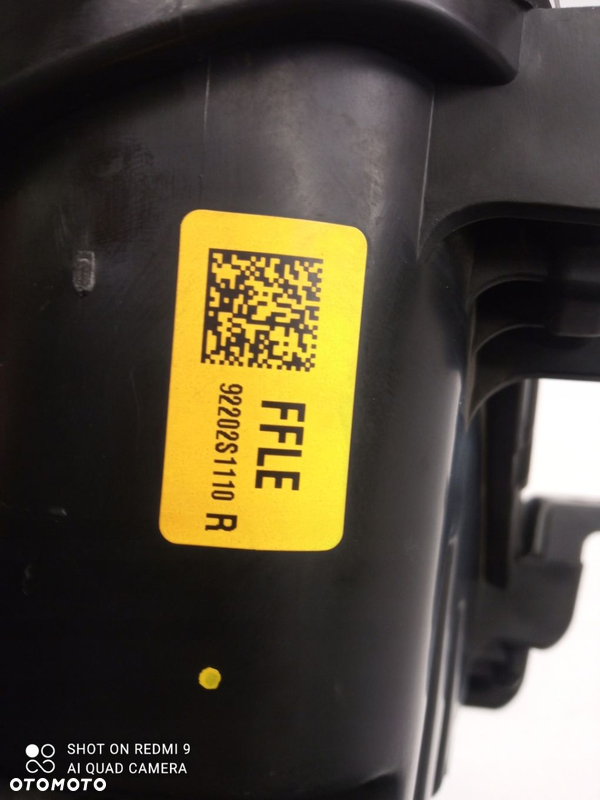 FFLE
92202S1110 R
SHOT ON REDMI 9
AI QUAD CAMERA
OTOMOTO